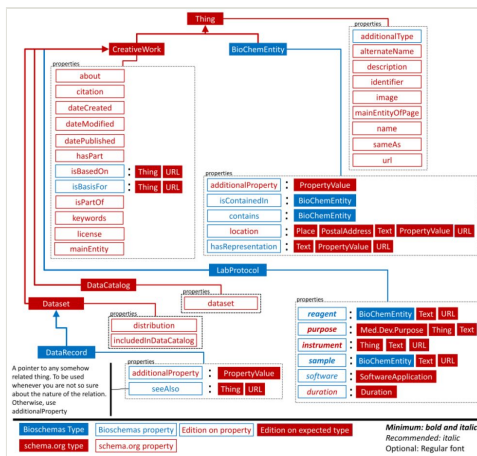 Thing
CreativeWork
BioChemEntity
properties
additionalType
alternateName
description
identifier
image
mainEntityOfPage
name
sameAs
url
properties
about
citation
dateCreated
dateModified
datePublished
hasPart
isBasedOn : Thing URL
isBasisFor : Thing URL
isPartOf
keywords
license
mainEntity
properties
additionalProperty : PropertyValue
isContainedIn : BioChemEntity
contains : BioChemEntity
location : Place PostalAddress Text PropertyValue URL
hasRepresentation : Text PropertyValue URL
LabProtocol
DataCatalog
properties
dataset
Dataset
properties
distribution
includedInDataCatalog
properties
reagent : BioChemEntity Text URL
purpose : Med.Dev.Purpose Thing Text
instrument : Thing Text URL
sample : BioChemEntity Text URL
software : SoftwareApplication
duration : Duration
DataRecord
properties
additionalProperty : PropertyValue
seeAlso : Thing URL
A pointer to any somehow
related thing. To be used
whenever you are not so sure
about the nature of the relation.
Otherwise, use
additionalProperty
Bioschemas Type
Bioschemas property
Edition on property
Edition on expected type
schema.org type
schema.org property
Minimum: bold and italic
Recommended: italic
Optional: Regular font